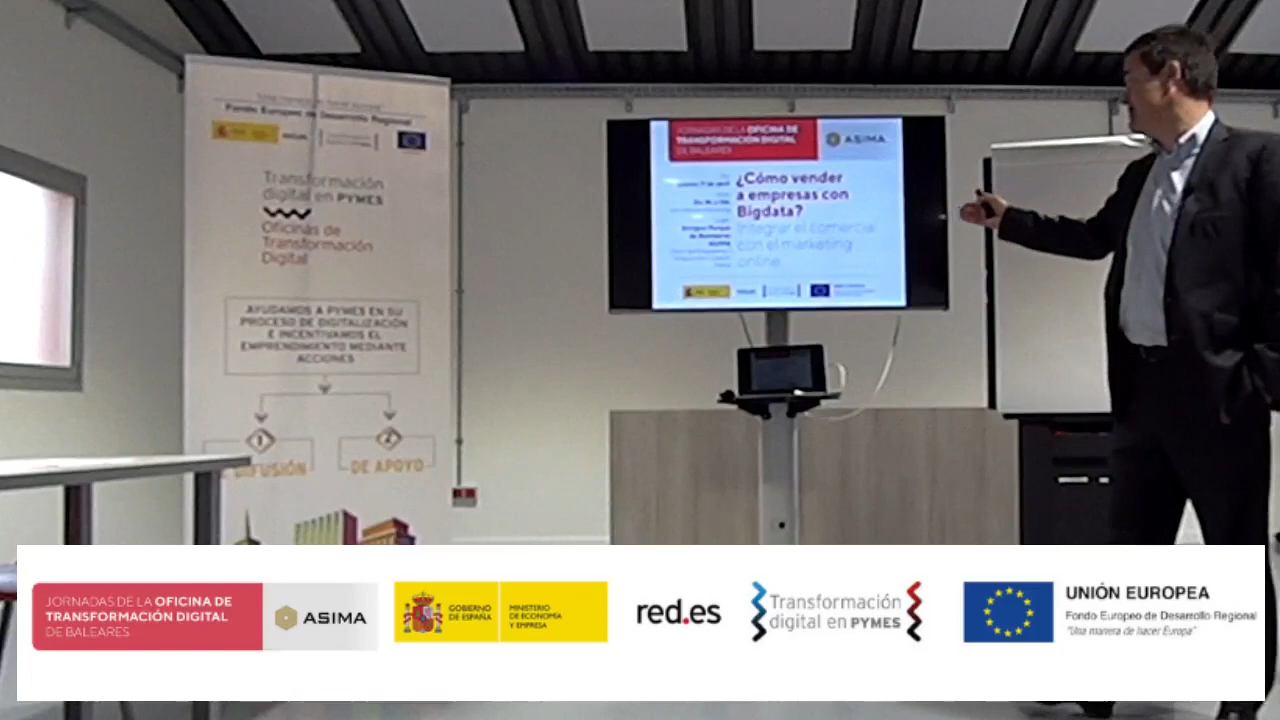 Fondo Europeo de Desarrollo Regional
Transformación
digital en PYMES
Oficinas de
Transformación
Digital
AYUDAMOS A PYMES EN SU
PROCESO DE DIGITALIZACIÓN
E INCENTIVAMOS EL
EMPRENDIMIENTO MEDIANTE
ACCIONES
DIFUSIÓN
DE APOYO
JORNADAS DE LA OFICINA DE
TRANSFORMACIÓN DIGITAL
DE BALEARES
ASIMA
¿Cómo vender
a empresas con
Bigdata?
Integrar el comercial
con el marketing
online
JORNADAS DE LA OFICINA DE
TRANSFORMACIÓN DIGITAL
DE BALEARES
ASIMA
GOBIERNO
DE ESPAÑA
MINISTERIO
DE ECONOMÍA
Y EMPRESA
red.es
Transformación
digital en PYMES
UNIÓN EUROPEA
Fondo Europeo de Desarrollo Regional
"Una manera de hacer Europa"